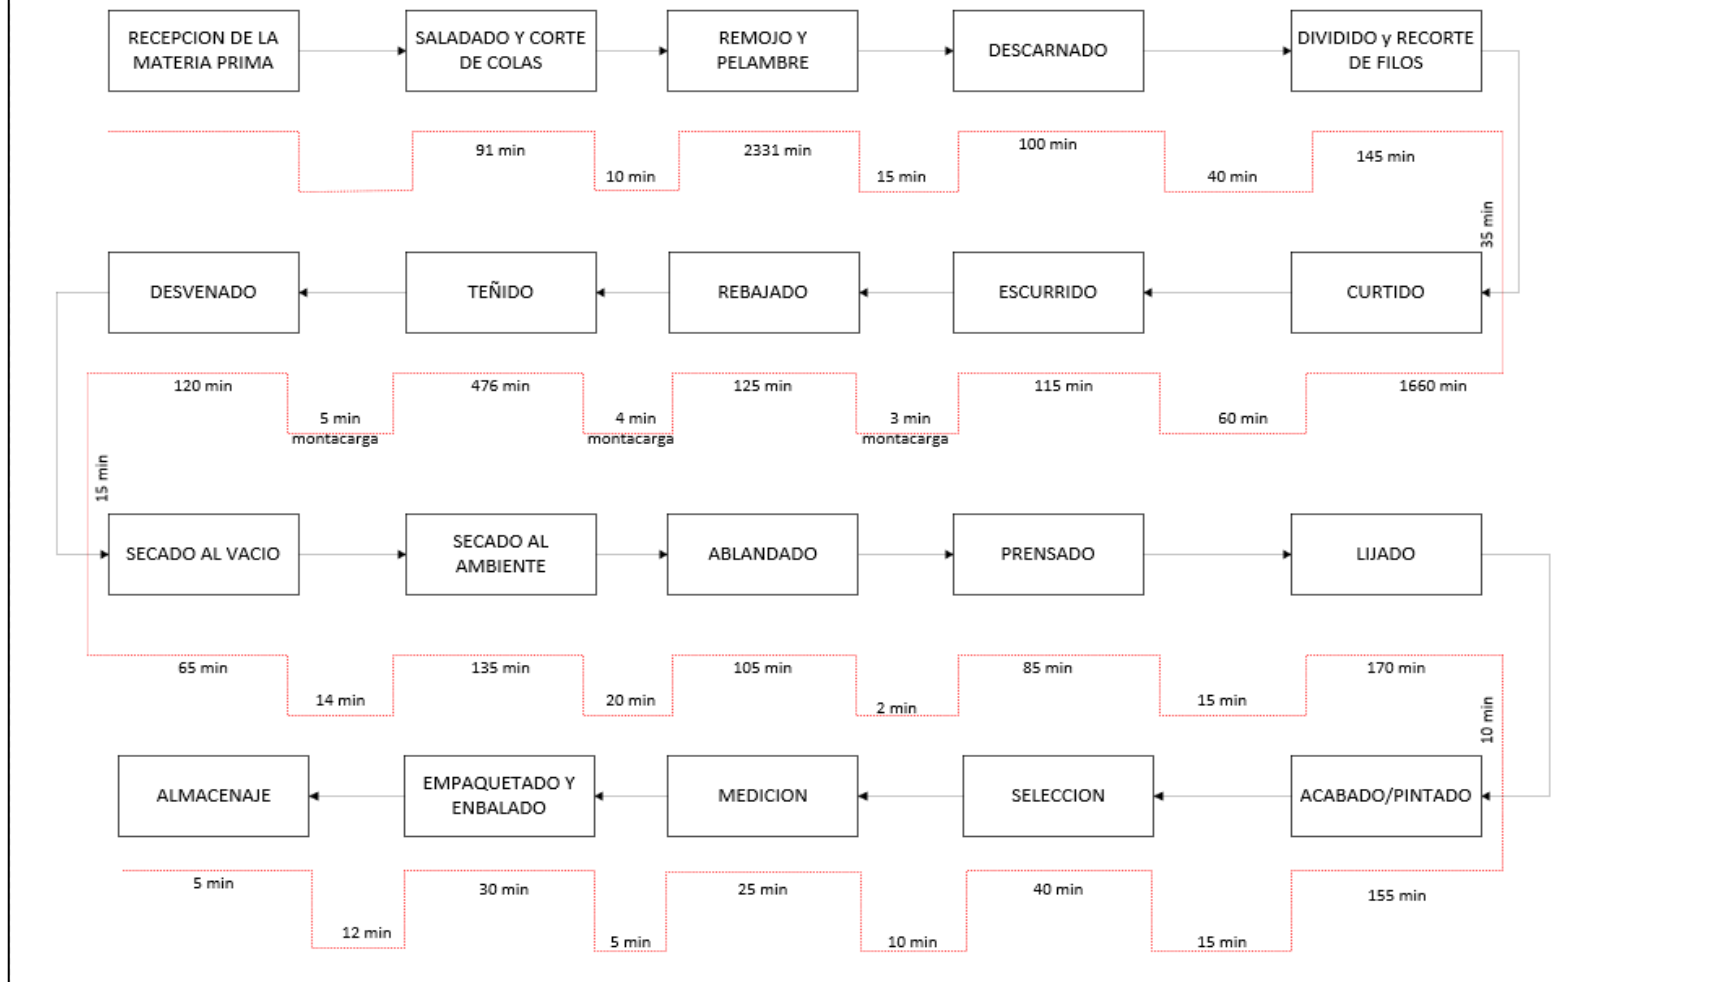 RECEPCION DE LA
MATERIA PRIMA
SALADADO Y CORTE
DE COLAS
REMOJO Y
PELAMBRE
DESCARNADO
DIVIDIDO y RECORTE
DE FILOS
91 min
10 min
2331 min
15 min
100 min
40 min
145 min
35 min
DESVENADO
TEÑIDO
REBAJADO
ESCURRIDO
CURTIDO
120 min
5 min
montacarga
476 min
4 min
montacarga
125 min
3 min
montacarga
115 min
60 min
1660 min
15 min
SECADO AL VACIO
SECADO AL
AMBIENTE
ABLANDADO
PRENSADO
LIJADO
65 min
14 min
135 min
20 min
105 min
2 min
85 min
15 min
170 min
10 min
ALMACENAJE
EMPAQUETADO Y
ENBALADO
MEDICION
SELECCION
ACABADO/PINTADO
5 min
12 min
30 min
5 min
25 min
10 min
40 min
15 min
155 min